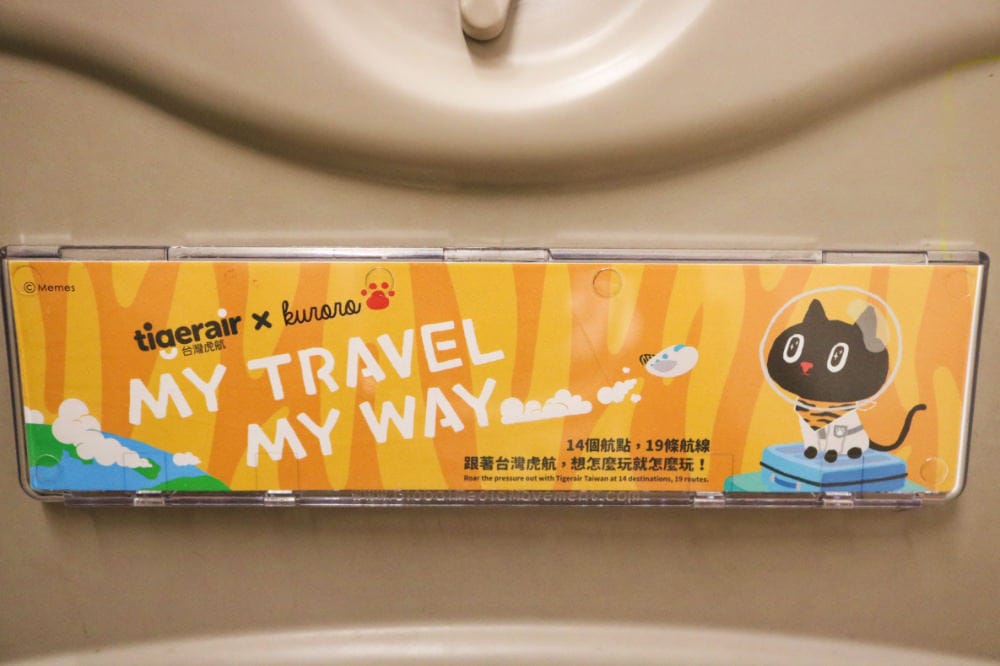 © Memes
tigerair × kuroro
台灣虎航
MY TRAVEL
MY WAY
14個航點，19條航線
跟著台灣虎航，想怎麼玩就怎麼玩！
Roar the pressure out with Tigerair Taiwan at 14 destinations, 19 routes.